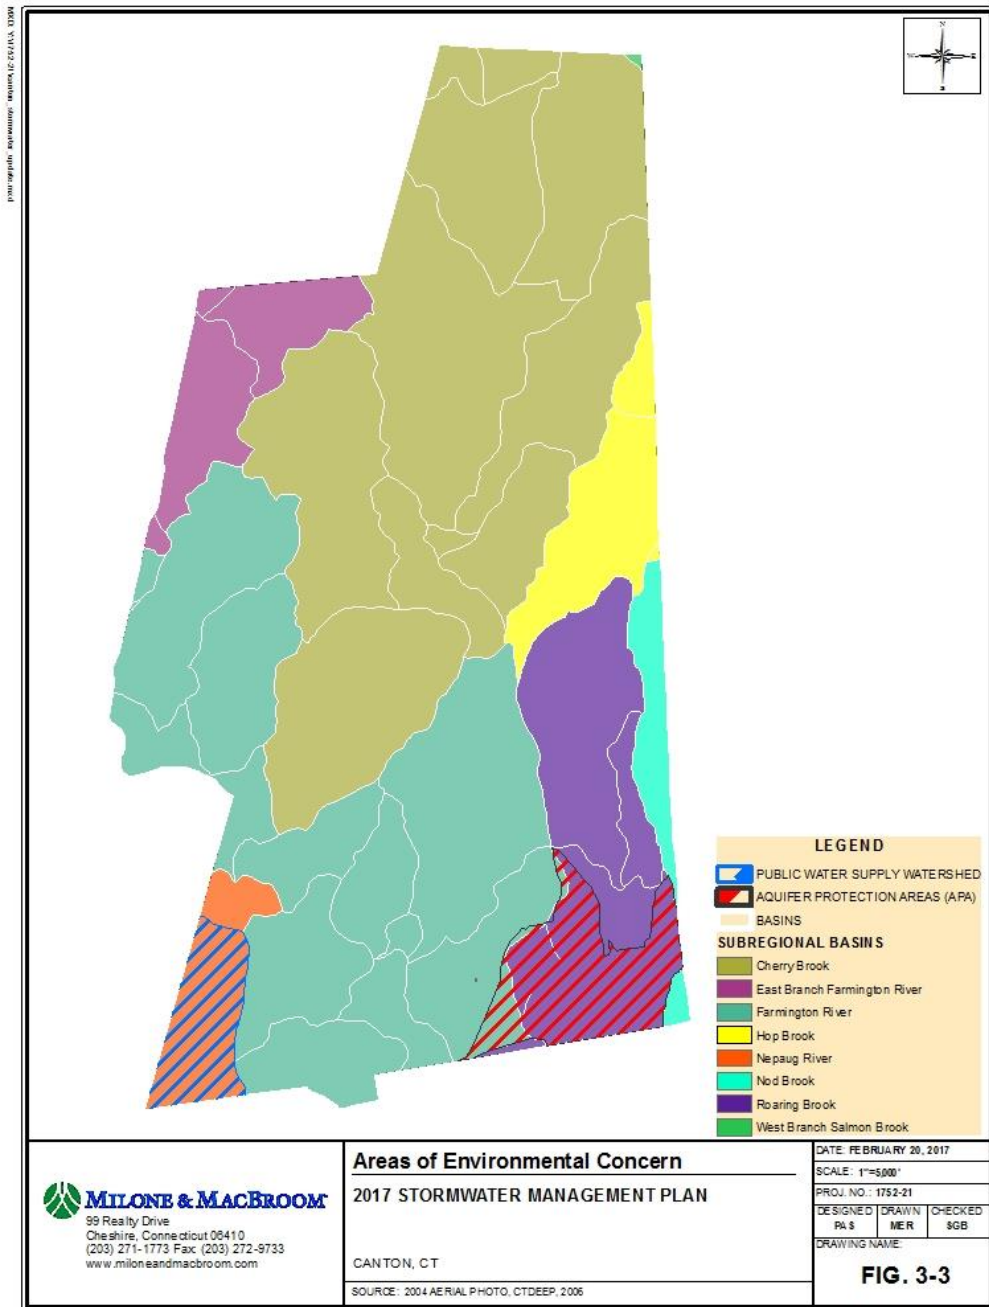 N
E
S
LEGEND
PUBLIC WATER SUPPLY WATERSHED
AQUIFER PROTECTION AREAS (APA)
BASINS
SUBREGIONAL BASINS
Cherry Brook
East Branch Farmington River
Farmington River
Hop Brook
Nepaug River
Nod Brook
Roaring Brook
West Branch Salmon Brook
MILONE & MACBROOM
99 Realty Drive
Cheshire, Connecticut 06410
(203) 271-1773 Fax: (203) 272-9733
www.miloneandmacbroom.com
Areas of Environmental Concern
2017 STORMWATER MANAGEMENT PLAN
CANTON, CT
SOURCE: 2004 AERIAL PHOTO, CTDEEP, 2006
DATE: FEBRUARY 20, 2017
SCALE: 1"=5,000'
PROJ. NO.: 1752-21
DESIGNED DRAWN CHECKED
PAS MER SGB
DRAWING NAME:
FIG. 3-3